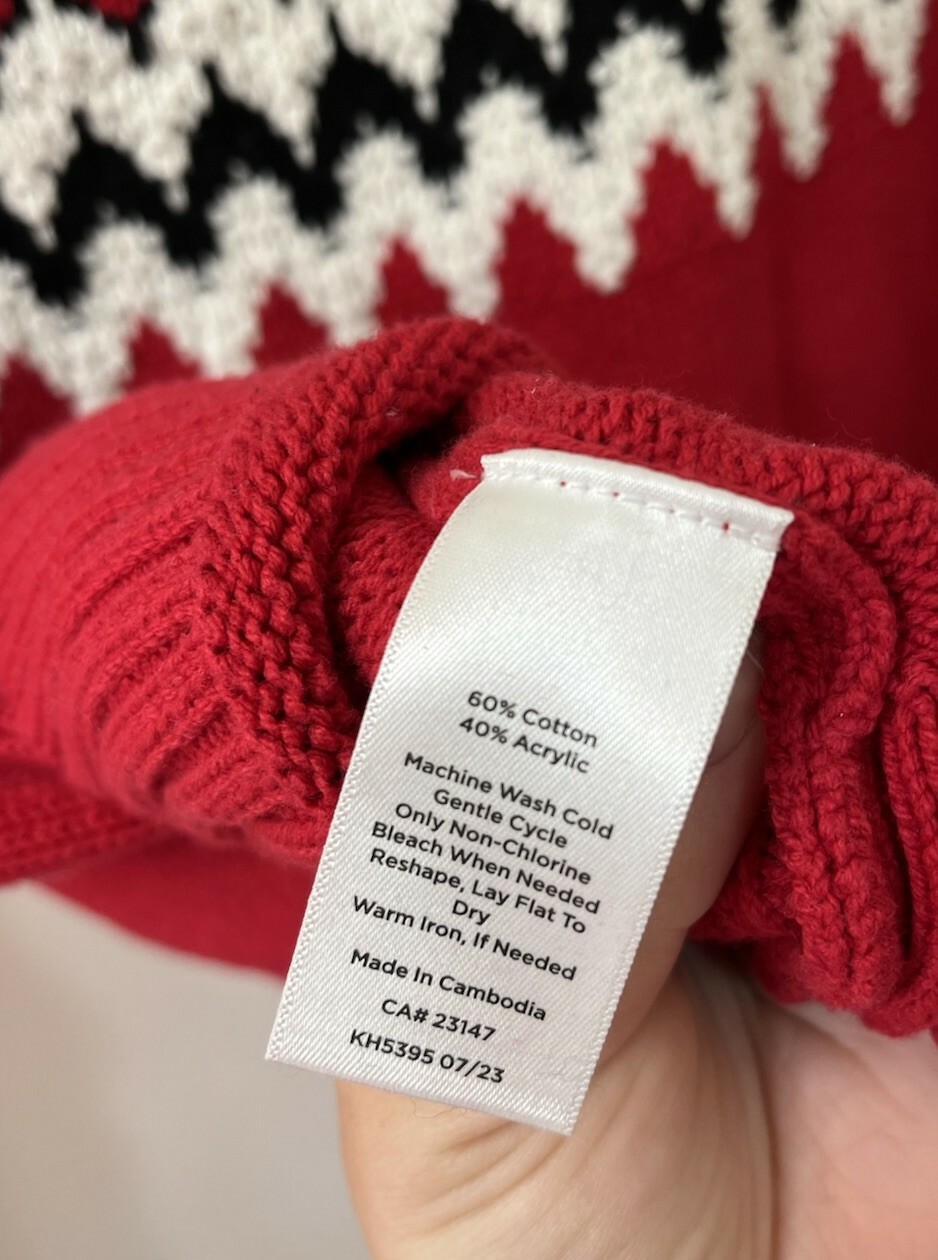 60% Cotton
40% Acrylic
Machine Wash Cold
Gentle Cycle
Only Non-Chlorine
Bleach When Needed
Reshape, Lay Flat To
Dry
Warm Iron, If Needed
Made In Cambodia
CA# 23147
KH5395 07/23